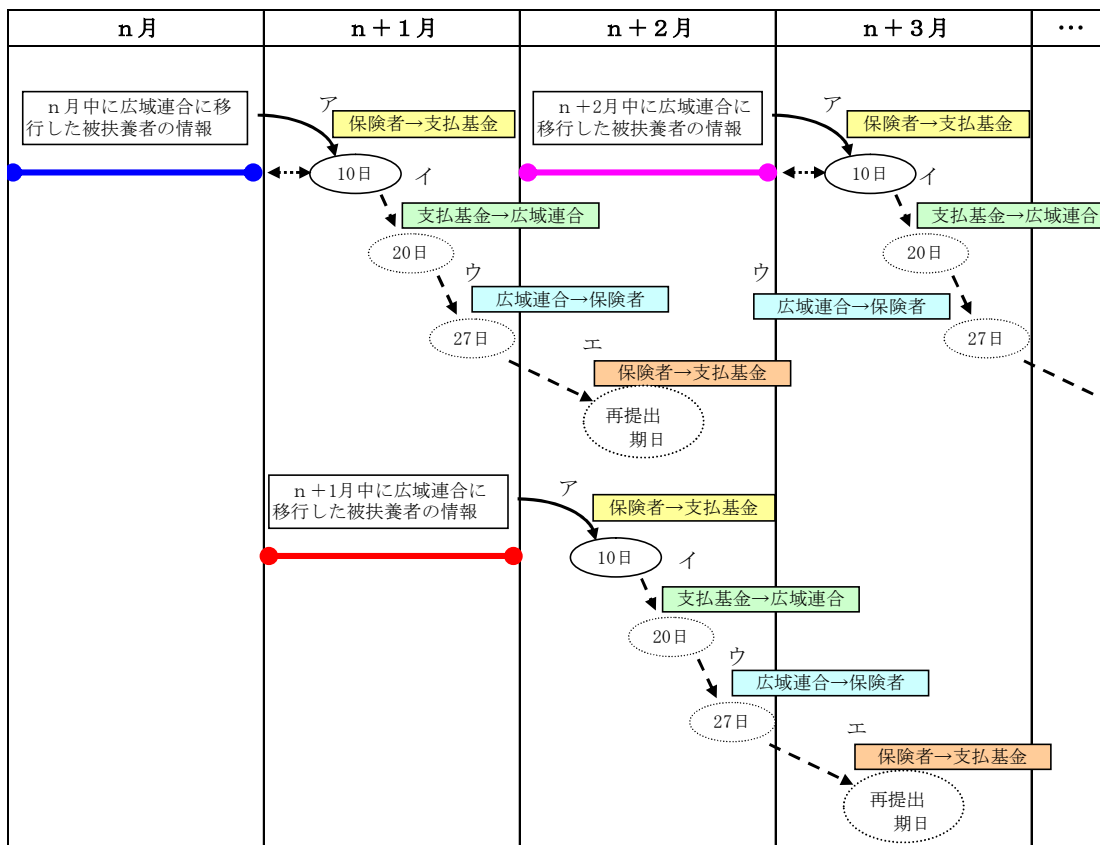 n月
n+1月
n+2月
n+3月
…
n月中に広域連合に移
行した被扶養者の情報
ア
保険者→支払基金
10日
イ
支払基金→広域連合
20日
ウ
広域連合→保険者
27日
エ
保険者→支払基金
再提出
期日
n+2月中に広域連合に
移行した被扶養者の情報
ア
保険者→支払基金
10日
イ
支払基金→広域連合
20日
ウ
広域連合→保険者
27日
n+1月中に広域連合に
移行した被扶養者の情報
ア
保険者→支払基金
10日
イ
支払基金→広域連合
20日
ウ
広域連合→保険者
27日
エ
保険者→支払基金
再提出
期日